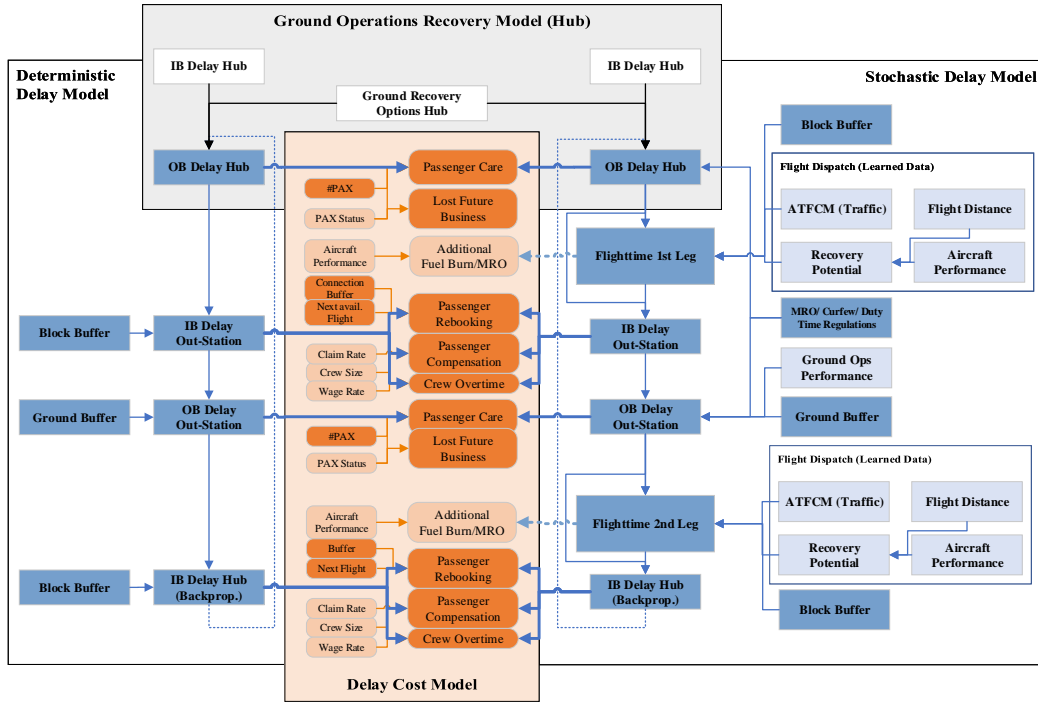 Ground Operations Recovery Model (Hub)
IB Delay Hub
IB Delay Hub
Deterministic
Delay Model
Stochastic Delay Model
Ground Recovery
Options Hub
OB Delay Hub
OB Delay Hub
Block Buffer
Flight Dispatch (Learned Data)
ATFCM (Traffic)
Flight Distance
Recovery
Potential
Aircraft
Performance
#PAX
PAX Status
Passenger Care
Lost Future
Business
Aircraft
Performance
Additional
Fuel Burn/MRO
Flighttime 1st Leg
Connection
Buffer
Next avail.
Flight
Passenger
Rebooking
Block Buffer
IB Delay
Out-Station
Passenger
Compensation
Claim Rate
Crew Size
Wage Rate
Crew Overtime
IB Delay
Out-Station
MRO/ Curfew/ Duty
Time Regulations
Ground Ops
Performance
Ground Buffer
Ground Buffer
OB Delay
Out-Station
Passenger Care
#PAX
PAX Status
Lost Future
Business
OB Delay
Out-Station
Flight Dispatch (Learned Data)
ATFCM (Traffic)
Flight Distance
Recovery
Potential
Aircraft
Performance
Aircraft
Performance
Additional
Fuel Burn/MRO
Flighttime 2nd Leg
Buffer
Next Flight
Passenger
Rebooking
Block Buffer
IB Delay Hub
(Backprop.)
Claim Rate
Crew Size
Wage Rate
Passenger
Compensation
Crew Overtime
IB Delay Hub
(Backprop.)
Block Buffer
Delay Cost Model